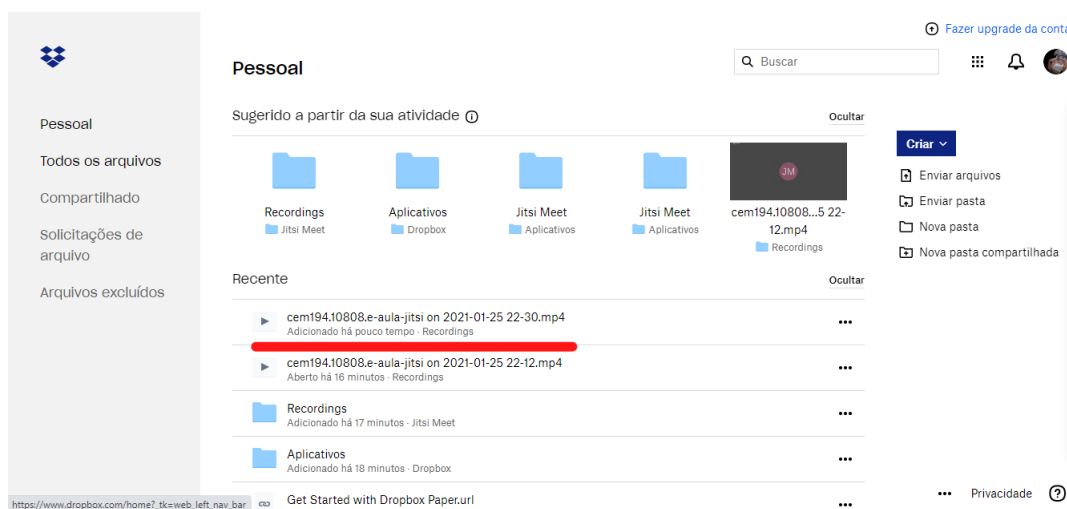 Fazer upgrade da conta
Pessoal
Buscar
Pessoal
Todos os arquivos
Compartilhado
Solicitações de
arquivo
Arquivos excluídos
Sugerido a partir da sua atividade
Ocultar
Recordings
Jitsi Meet
Aplicativos
Dropbox
Jitsi Meet
Aplicativos
Jitsi Meet
Aplicativos
JM
cem194.10808...5 22-
12.mp4
Recordings
Criar
Enviar arquivos
Enviar pasta
Nova pasta
Nova pasta compartilhada
Recente
Ocultar
cem194.10808.e-aula-jitsi on 2021-01-25 22-30.mp4
Adicionado há pouco tempo · Recordings
cem194.10808.e-aula-jitsi on 2021-01-25 22-12.mp4
Aberto há 16 minutos · Recordings
Recordings
Adicionado há 17 minutos · Jitsi Meet
Aplicativos
Adicionado há 18 minutos · Dropbox
Get Started with Dropbox Paper.url
Privacidade
https://www.dropbox.com/home?_tk=web_left_nav_bar